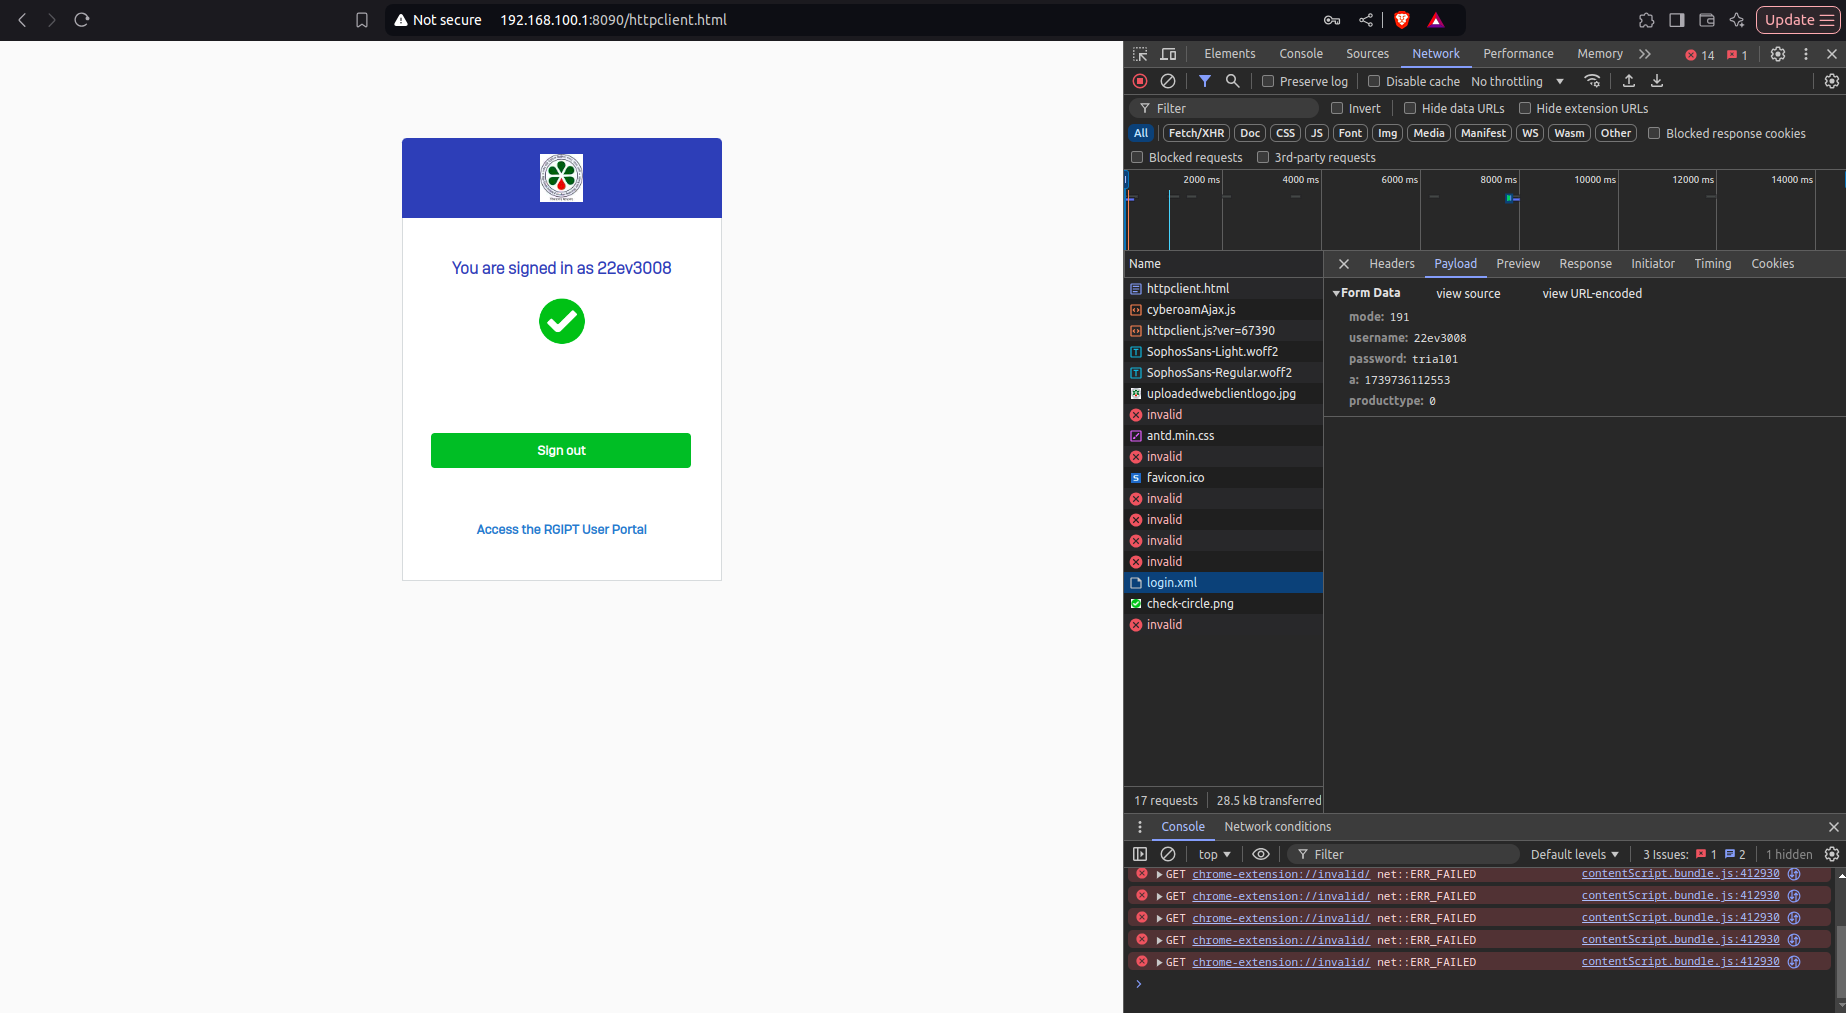 Not secure 192.168.100.1:8090/httpclient.html
Update
You are signed in as 22ev3008
Sign out
Access the RGIPT User Portal
Elements Console Sources Network Performance Memory 14 1
Preserve log Disable cache No throttling
Filter Invert Hide data URLs Hide extension URLs
All Fetch/XHR Doc CSS JS Font Img Media Manifest WS Wasm Other Blocked response cookies
Blocked requests 3rd-party requests
2000 ms 4000 ms 6000 ms 8000 ms 10000 ms 12000 ms 14000 ms
Name
httpclient.html
cyberoamAjax.js
httpclient.js?ver=67390
SophosSans-Light.woff2
SophosSans-Regular.woff2
uploadedwebclientlogo.jpg
invalid
antd.min.css
invalid
favicon.ico
invalid
invalid
invalid
invalid
login.xml
check-circle.png
invalid
17 requests 28.5 kB transferred
Headers Payload Preview Response Initiator Timing Cookies
Form Data view source view URL-encoded
mode: 191
username: 22ev3008
password: trial01
a: 1739736112553
producttype: 0
Console Network conditions
top Filter Default levels 3 Issues: 1 2 1 hidden
GET chrome-extension://invalid/ net::ERR_FAILED contentScript.bundle.js:412930
GET chrome-extension://invalid/ net::ERR_FAILED contentScript.bundle.js:412930
GET chrome-extension://invalid/ net::ERR_FAILED contentScript.bundle.js:412930
GET chrome-extension://invalid/ net::ERR_FAILED contentScript.bundle.js:412930
GET chrome-extension://invalid/ net::ERR_FAILED contentScript.bundle.js:412930